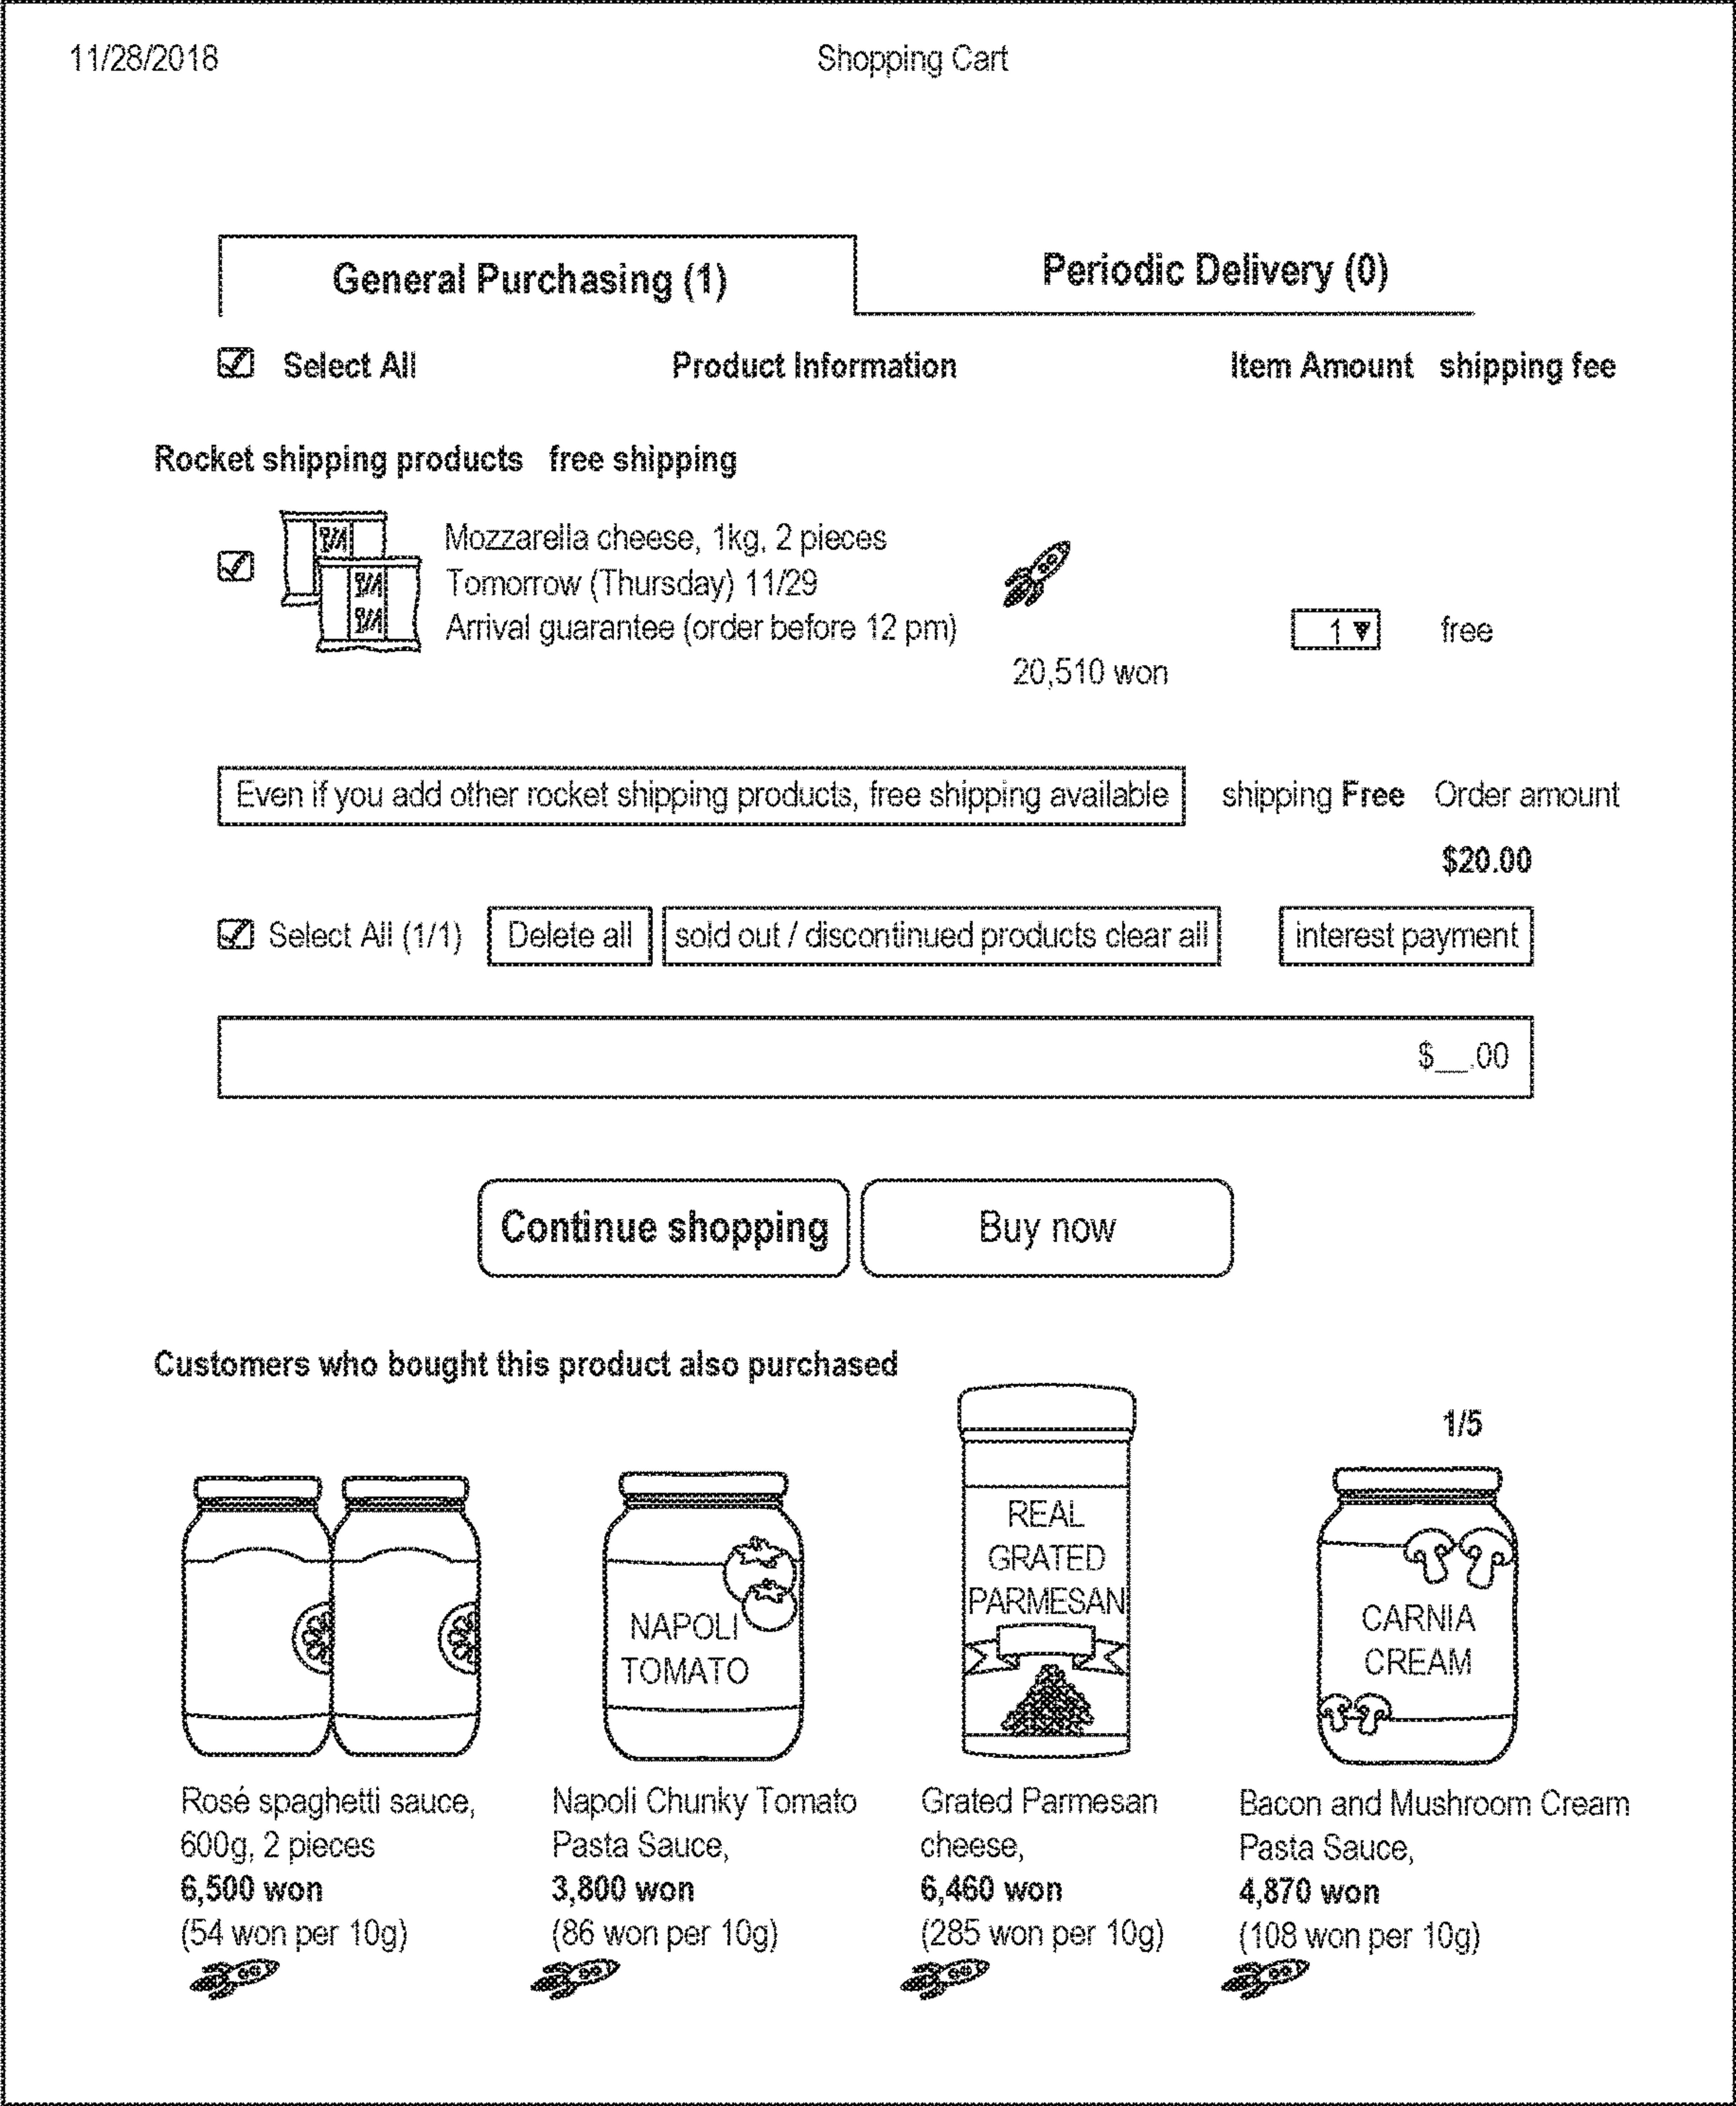 11/28/2018 Shopping Cart
General Purchasing (1) Periodic Delivery (0)
Select All Product Information Item Amount shipping fee
Rocket shipping products free shipping
Mozzarella cheese, 1kg, 2 pieces
Tomorrow (Thursday) 11/29
Arrival guarantee (order before 12 pm)
1 free
20,510 won
Even if you add other rocket shipping products, free shipping available shipping Free Order amount
$20.00
Select All (1/1) Delete all sold out / discontinued products clear all interest payment
$__.00
Continue shopping Buy now
Customers who bought this product also purchased
1/5
NAPOLI
TOMATO
REAL
GRATED
PARMESAN
CARNIA
CREAM
Rosé spaghetti sauce,
600g, 2 pieces
6,500 won
(54 won per 10g)
Napoli Chunky Tomato
Pasta Sauce,
3,800 won
(86 won per 10g)
Grated Parmesan
cheese,
6,460 won
(285 won per 10g)
Bacon and Mushroom Cream
Pasta Sauce,
4,870 won
(108 won per 10g)